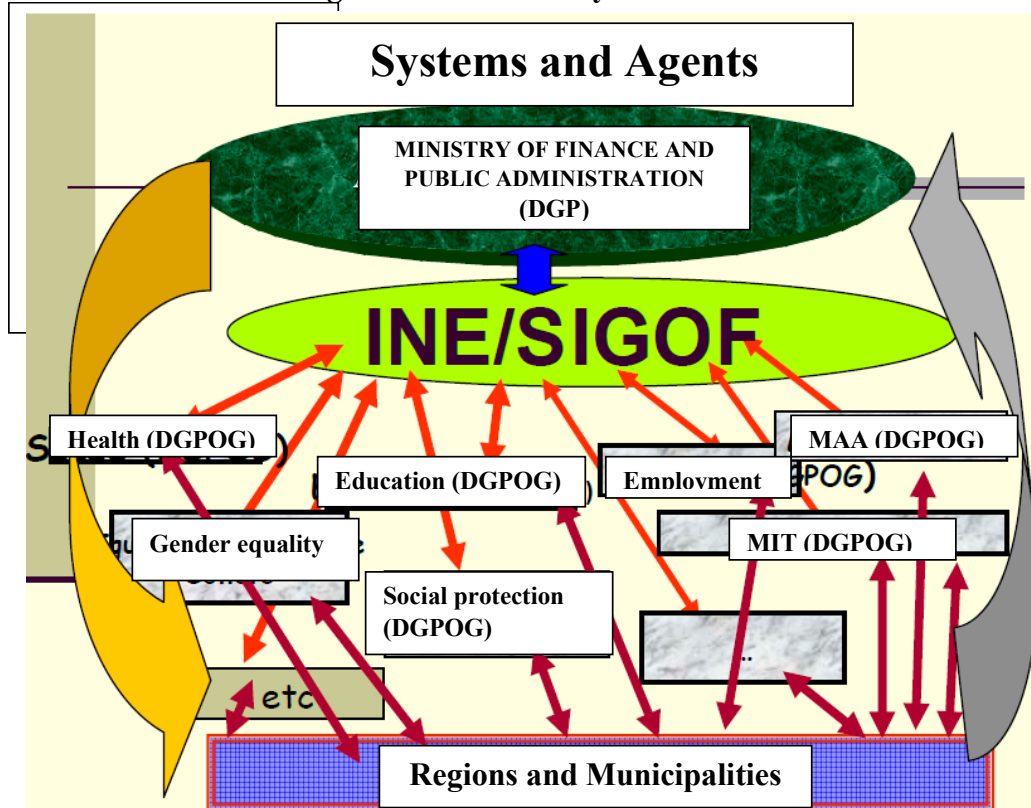 Systems and Agents
MINISTRY OF FINANCE AND
PUBLIC ADMINISTRATION
(DGP)
INE/SIGOF
Health (DGPOG)
MAA (DGPOG)
Education (DGPOG)
Employment
GPOG)
Gender equality
MIT (DGPOG)
Social protection
(DGPOG)
..
etc
Regions and Municipalities